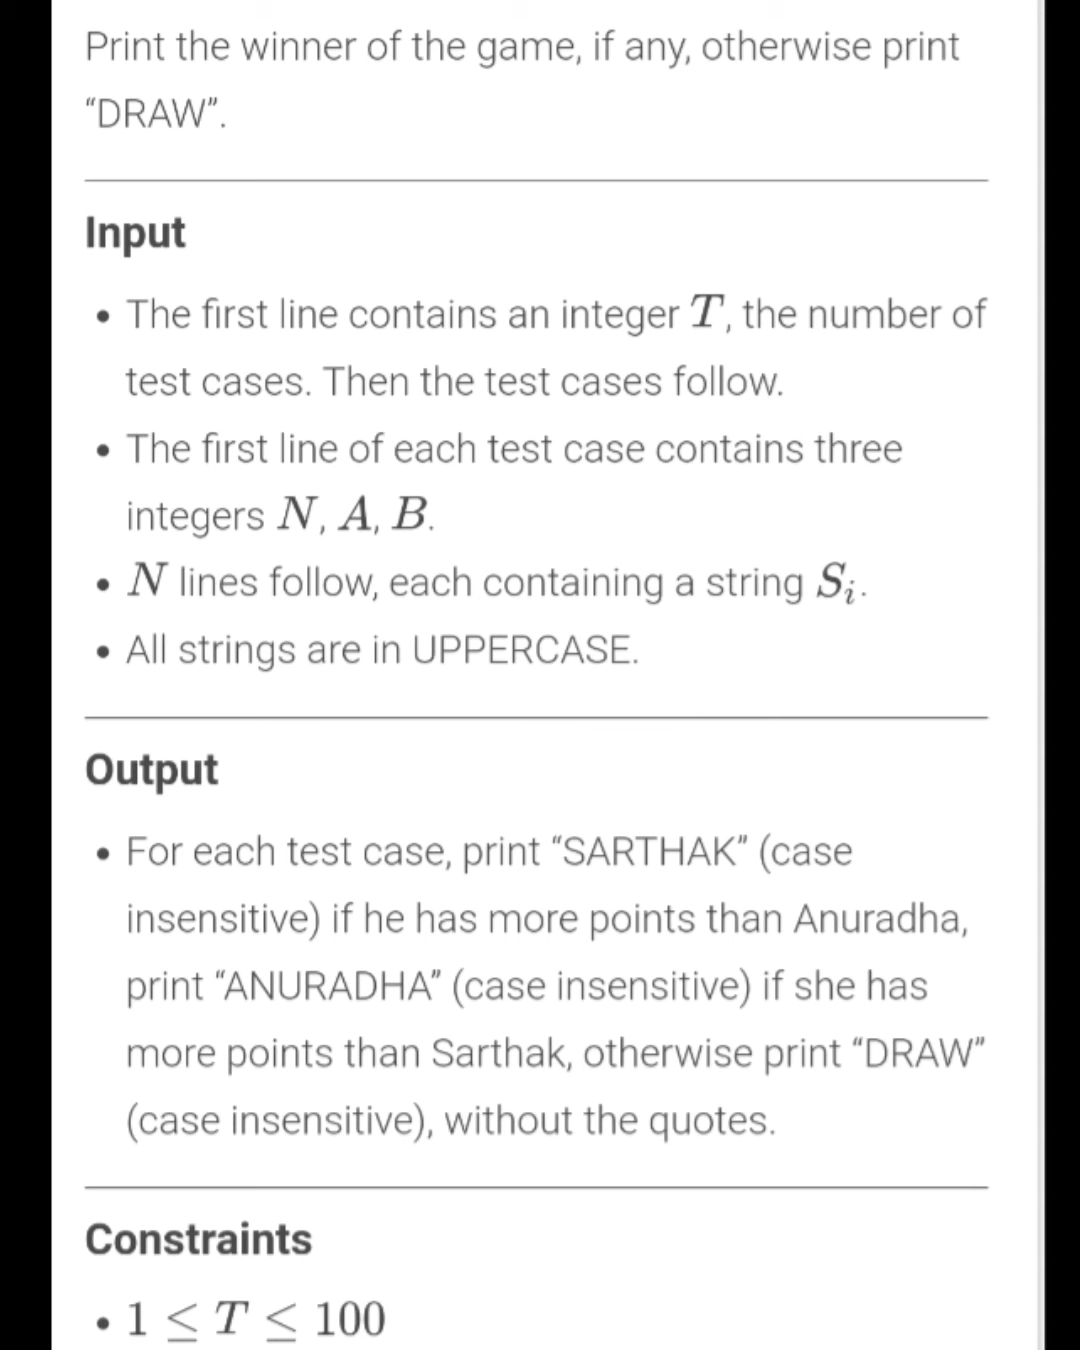 Print the winner of the game, if any, otherwise print
“DRAW”.
Input
• The first line contains an integer T, the number of
test cases. Then the test cases follow.
• The first line of each test case contains three
integers N, A, B.
• N lines follow, each containing a string Sᵢ.
• All strings are in UPPERCASE.
Output
• For each test case, print “SARTHAK” (case
insensitive) if he has more points than Anuradha,
print “ANURADHA” (case insensitive) if she has
more points than Sarthak, otherwise print “DRAW”
(case insensitive), without the quotes.
Constraints
• 1 ≤ T ≤ 100